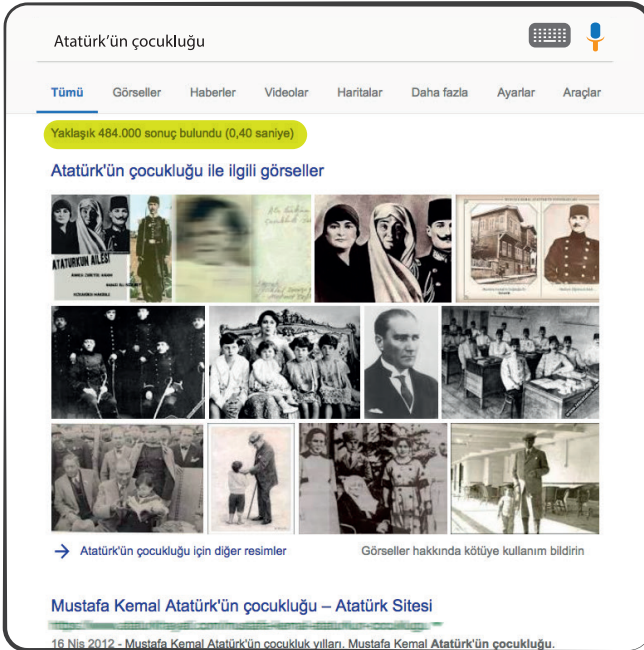 Atatürk’ün çocukluğu
Tümü Görseller Haberler Videolar Haritalar Daha fazla Ayarlar Araçlar
Yaklaşık 484.000 sonuç bulundu (0,40 saniye)
Atatürk'ün çocukluğu ile ilgili görseller
ATATÜRKÜN AİLESİ
Atatürk'ün çocukluğu için diğer resimler Görseller hakkında kötüye kullanım bildirin
Mustafa Kemal Atatürk'ün çocukluğu – Atatürk Sitesi
16 Nis 2012 - Mustafa Kemal Atatürk'ün çocukluk yılları. Mustafa Kemal Atatürk'ün çocukluğu.